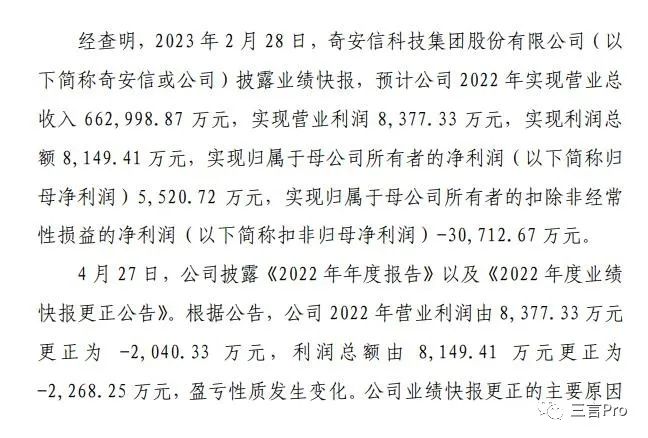 经查明，2023 年 2 月 28 日，奇安信科技集团股份有限公司（以
下简称奇安信或公司）披露业绩快报，预计公司 2022 年实现营业总
收入 662,998.87 万元，实现营业利润 8,377.33 万元，实现利润总
额 8,149.41 万元，实现归属于母公司所有者的净利润（以下简称归
母净利润）5,520.72 万元，实现归属于母公司所有者的扣除非经常
性损益的净利润（以下简称扣非归母净利润）-30,712.67 万元。
4 月 27 日，公司披露《2022 年年度报告》以及《2022 年度业绩
快报更正公告》。根据公告，公司 2022 年营业利润由 8,377.33 万元
更正为 -2,040.33 万元，利润总额由 8,149.41 万元更正为
-2,268.25 万元，盈亏性质发生变化。公司业绩快报更正的主要原因
三言Pro